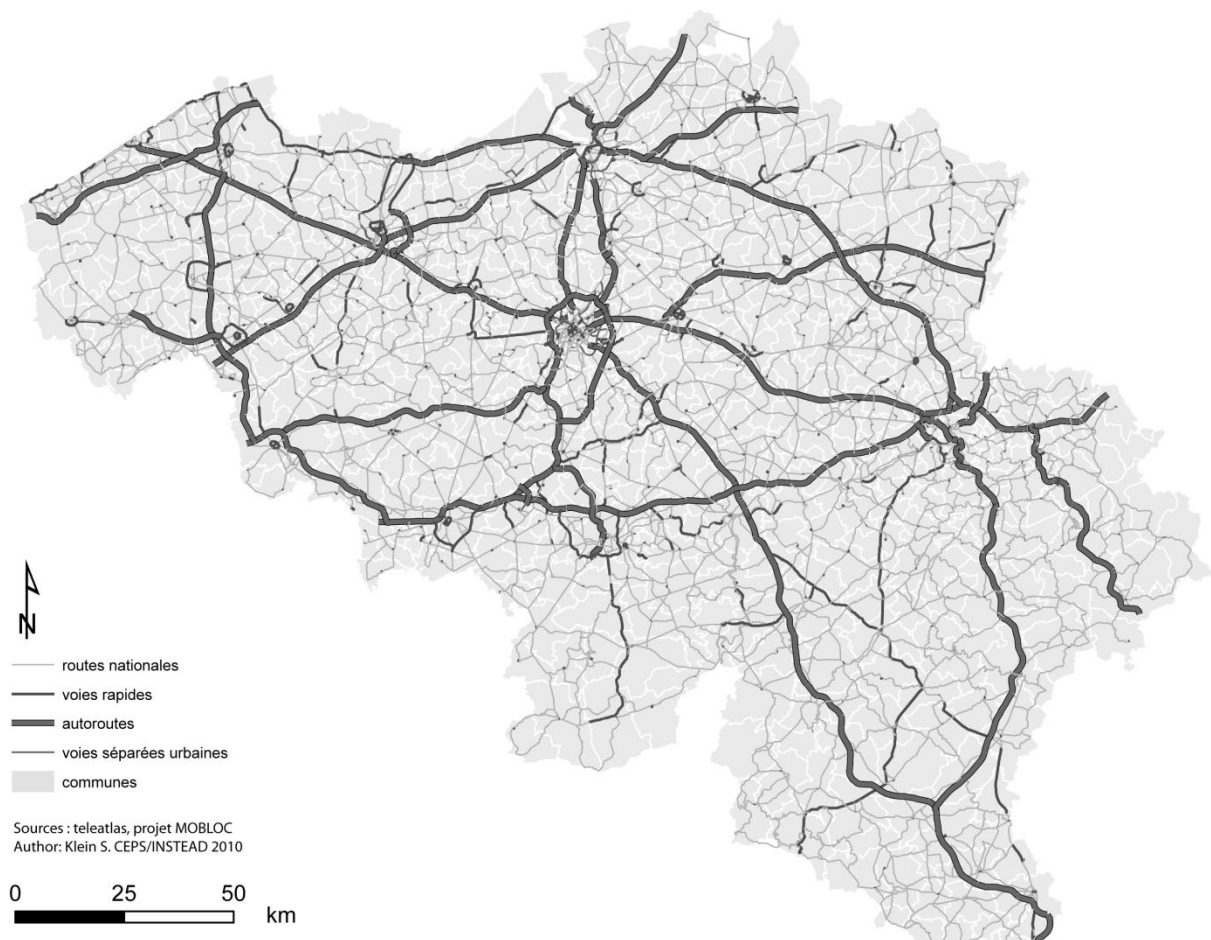 N
routes nationales
voies rapides
autoroutes
voies séparées urbaines
communes
Sources : teleatlas, projet MOBLOC
Author: Klein S. CEPS/INSTEAD 2010
0 25 50
km